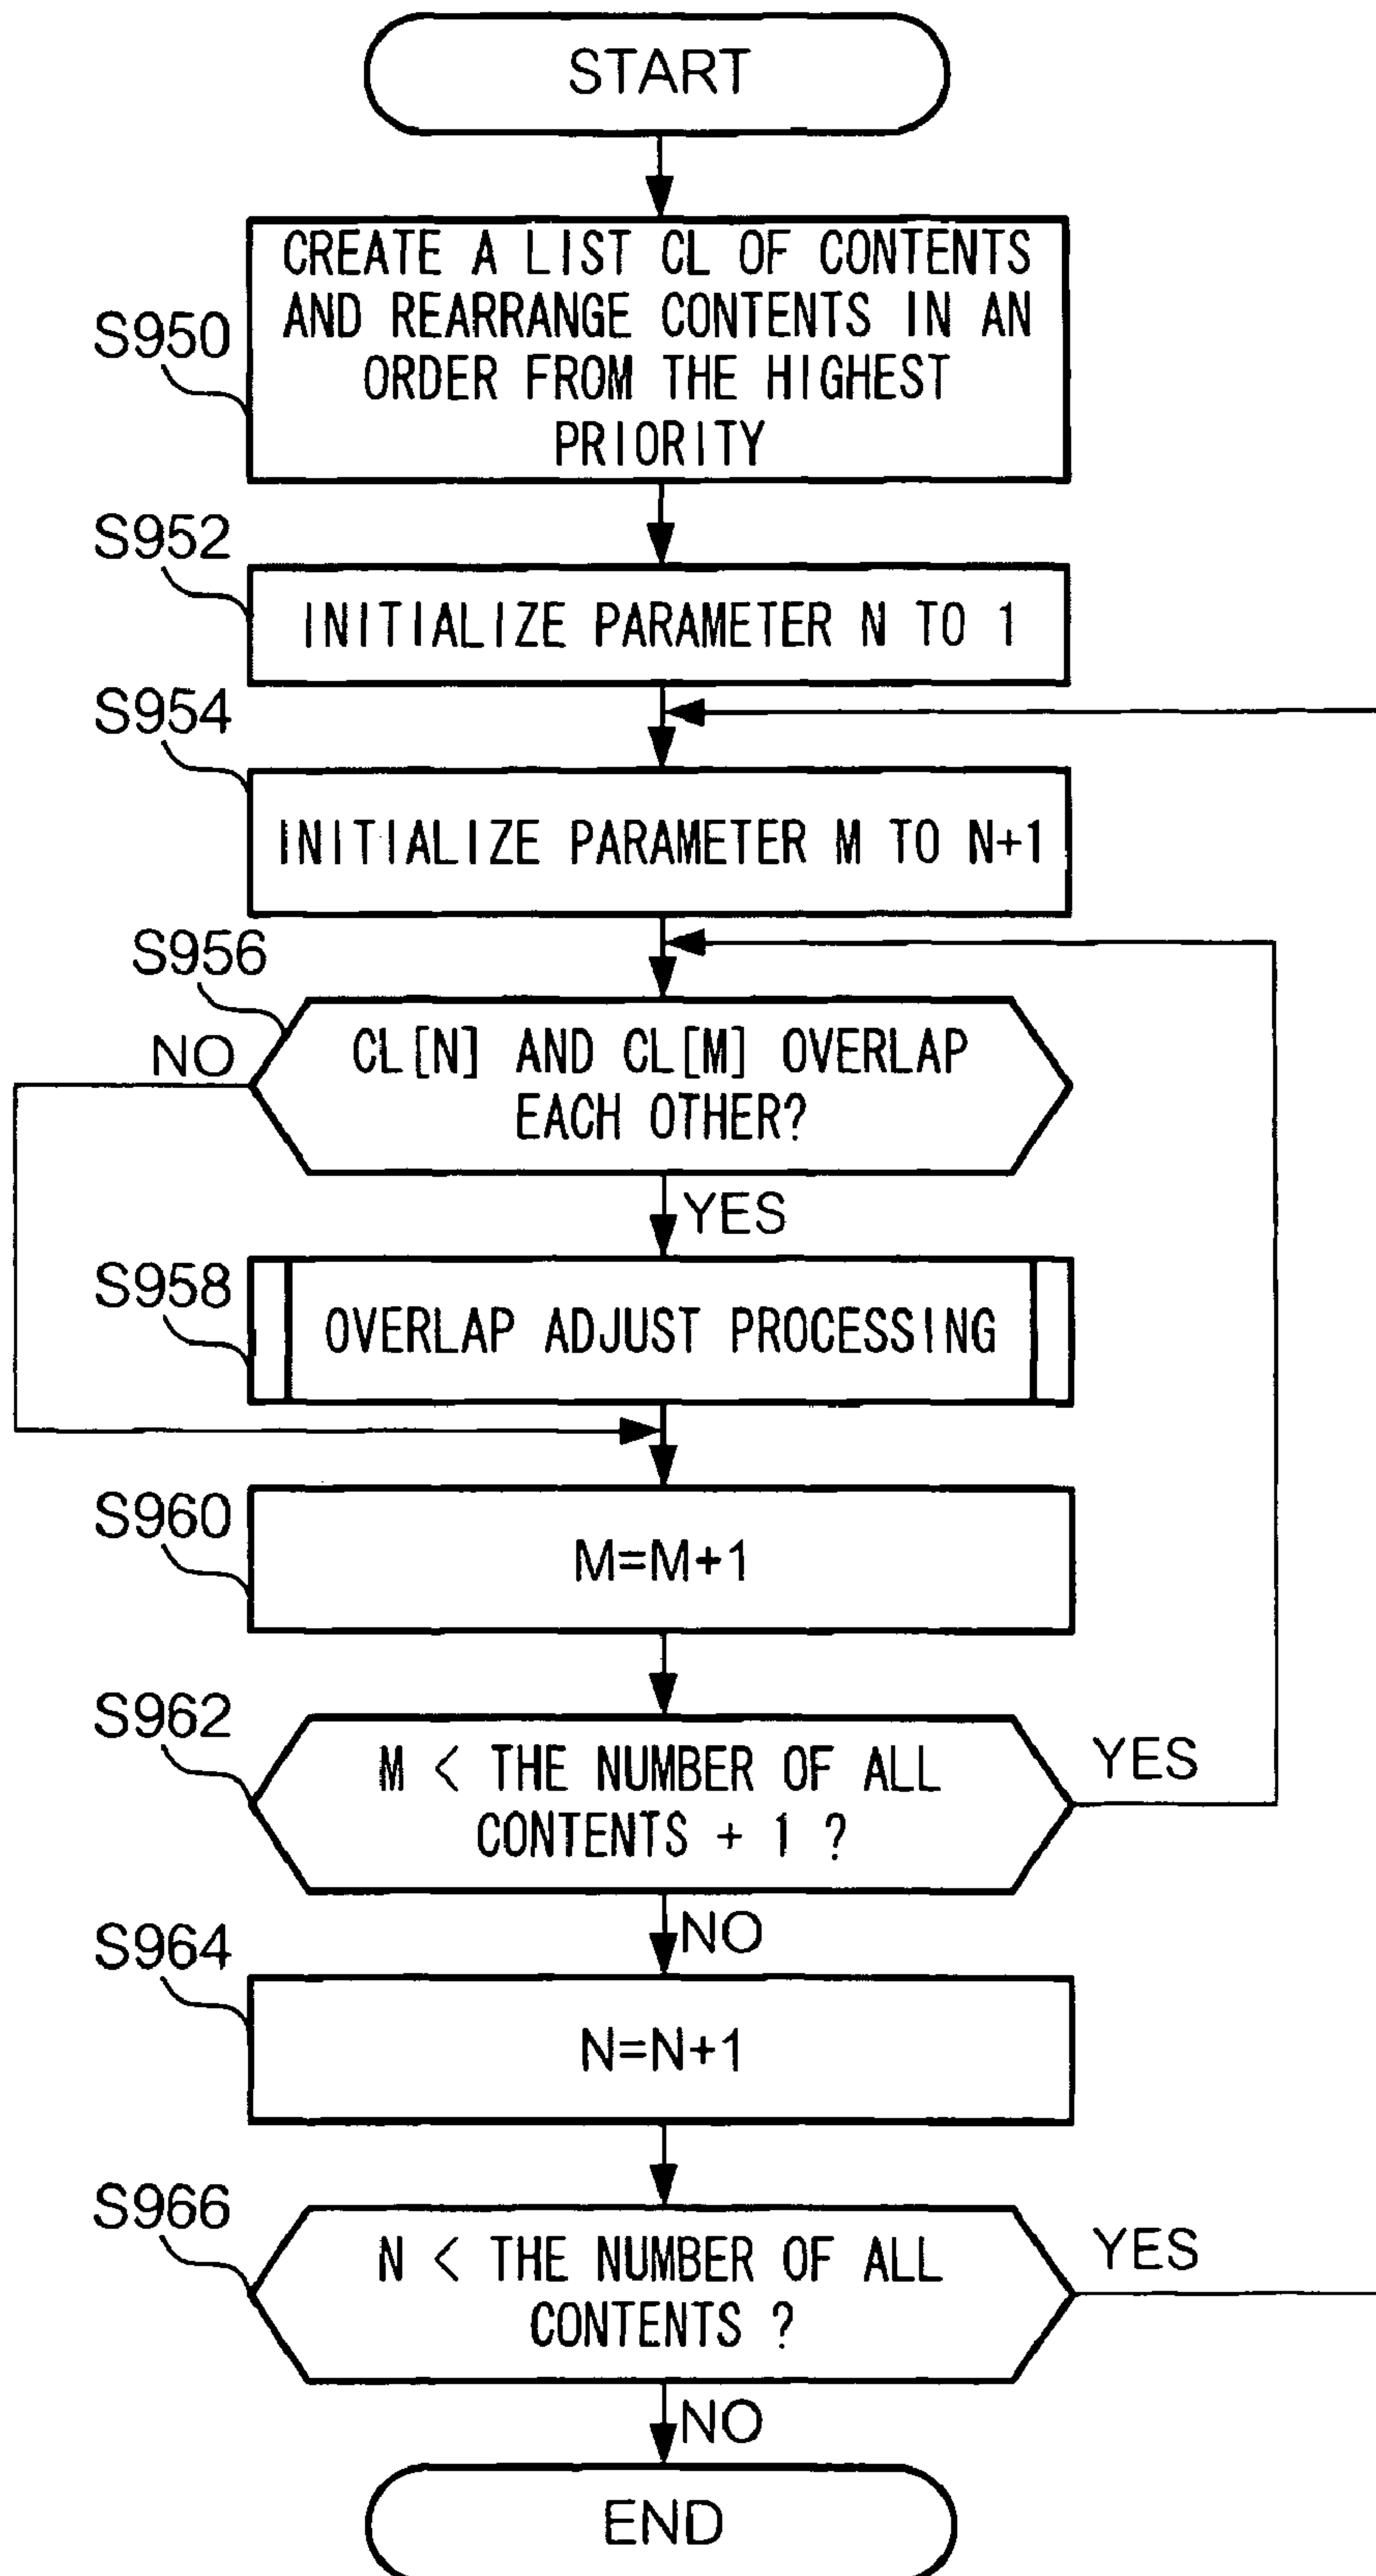 START
CREATE A LIST CL OF CONTENTS
AND REARRANGE CONTENTS IN AN
ORDER FROM THE HIGHEST
PRIORITY
S950
S952
INITIALIZE PARAMETER N TO 1
S954
INITIALIZE PARAMETER M TO N+1
S956
NO
CL[N] AND CL[M] OVERLAP
EACH OTHER?
YES
S958
OVERLAP ADJUST PROCESSING
S960
M=M+1
S962
M < THE NUMBER OF ALL
CONTENTS + 1 ?
YES
NO
S964
N=N+1
S966
N < THE NUMBER OF ALL
CONTENTS ?
YES
NO
END